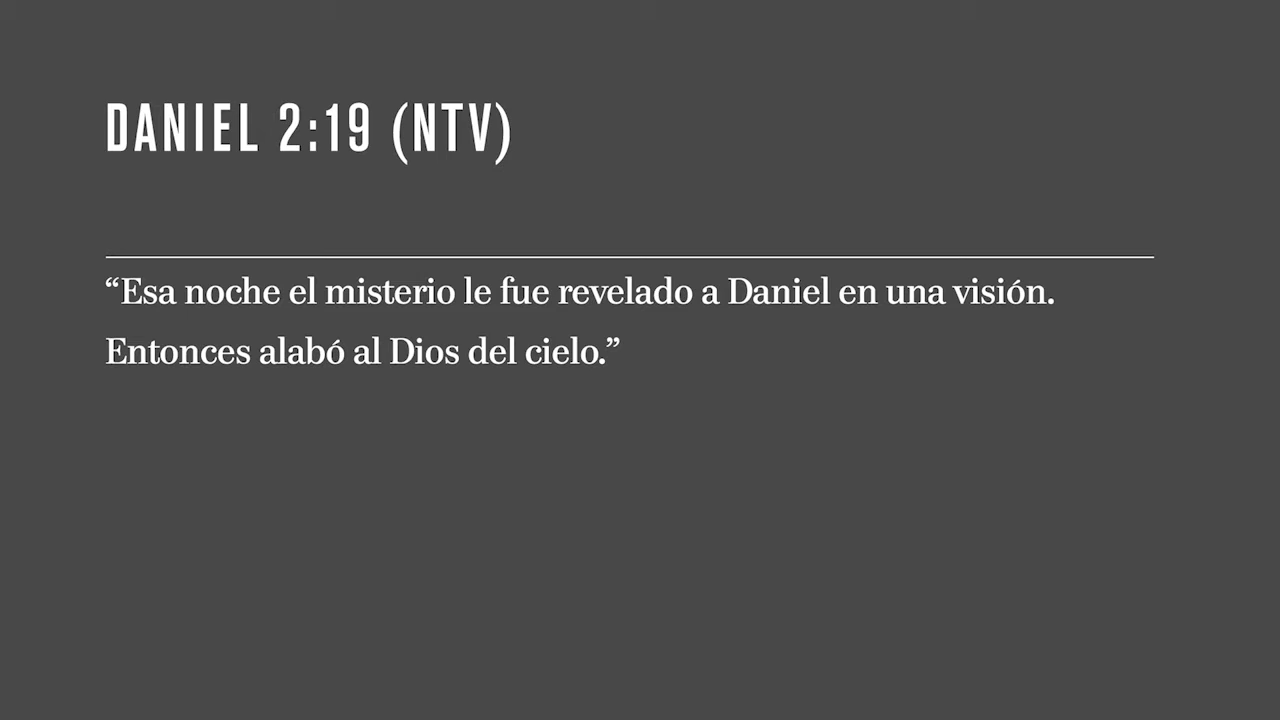 DANIEL 2:19 (NTV)
“Esa noche el misterio le fue revelado a Daniel en una visión.
Entonces alabó al Dios del cielo.”